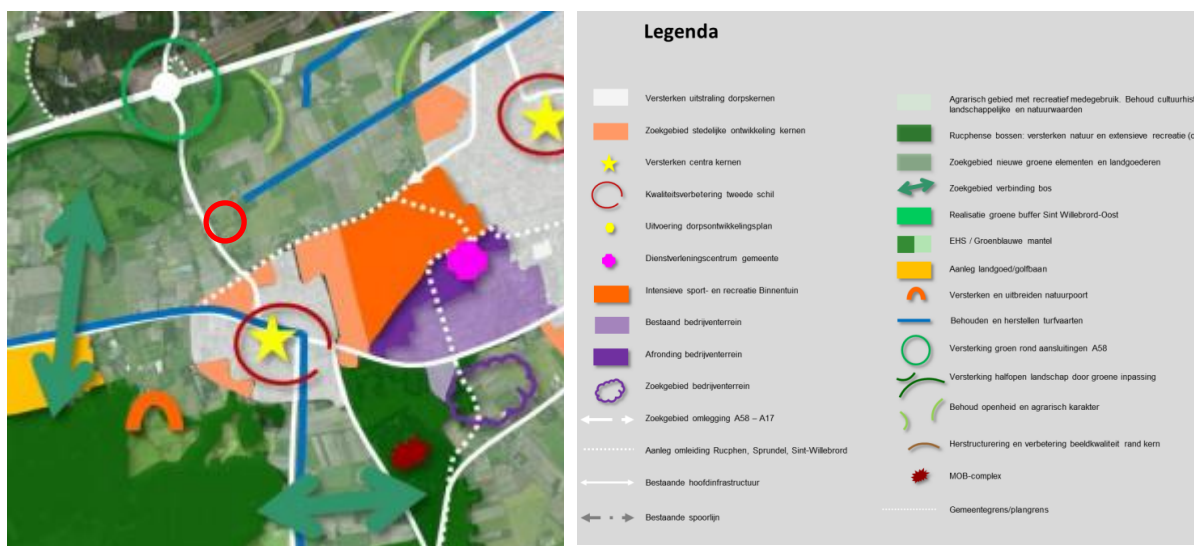 Legenda
Versterken uitstraling dorpskernen
Zoekgebied stedelijke ontwikkeling kernen
Versterken centra kernen
Kwaliteitsverbetering tweede schil
Uitvoering dorpsontwikkelingsplan
Dienstverleningscentrum gemeente
Intensieve sport- en recreatie Binnentuin
Bestaand bedrijventerrein
Afronding bedrijventerrein
Zoekgebied bedrijventerrein
Zoekgebied omlegging A58 – A17
Aanleg omleiding Rucphen, Sprundel, Sint-Willebrord
Bestaande hoofdinfrastructuur
Bestaande spoorlijn
Agrarisch gebied met recreatief medegebruik. Behoud cultuurhis
landschappelijke en natuurwaarden
Rucphense bossen: versterken natuur en extensieve recreatie (c
Zoekgebied nieuwe groene elementen en landgoederen
Zoekgebied verbinding bos
Realisatie groene buffer Sint Willebrord-Oost
EHS / Groenblauwe mantel
Aanleg landgoed/golfbaan
Versterken en uitbreiden natuurpoort
Behouden en herstellen turfvaarten
Versterking groen rond aansluitingen A58
Versterking halfopen landschap door groene inpassing
Behoud openheid en agrarisch karakter
Herstructurering en verbetering beeldkwaliteit rand kern
MOB-complex
Gemeentegrens/plangrens